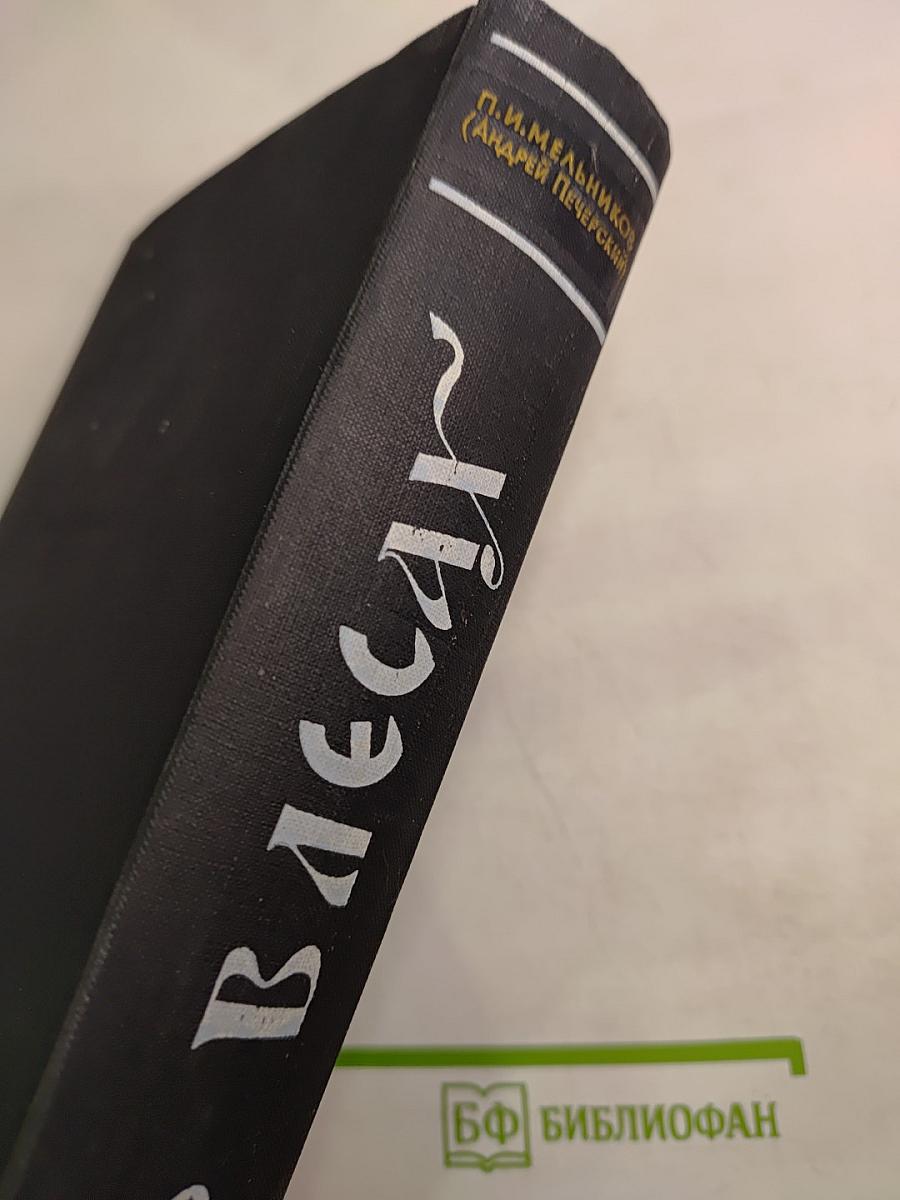 П.И.МЕЛЬНИКОВ
(АНДРЕЙ ПЕЧЕРСКИЙ)
В ЛЕСАХ
БФ БИБЛИОФАН